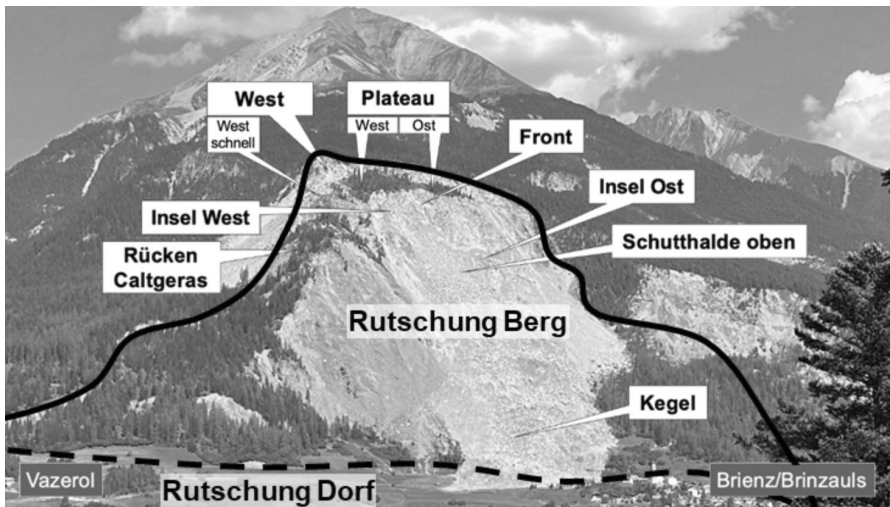 West
Plateau
West
schnell
West
Ost
Front
Insel Ost
Insel West
Schutthalde oben
Rücken
Caltgeras
Rutschung Berg
Kegel
Vazerol
Rutschung Dorf
Brienz/Brinzauls